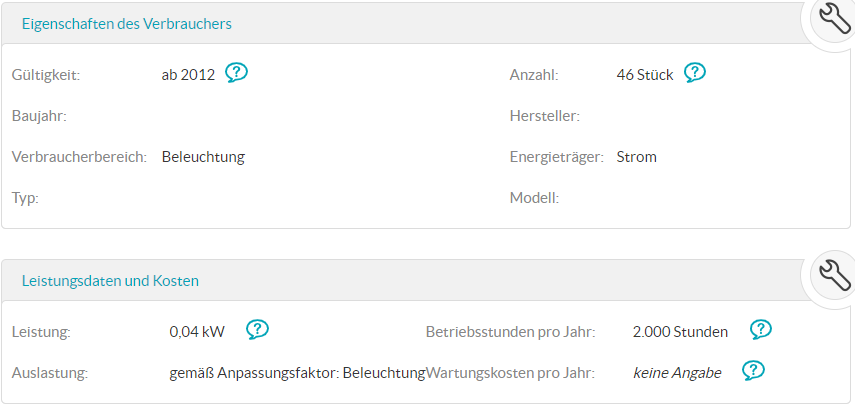 Eigenschaften des Verbrauchers
Gültigkeit: ab 2012 ? Anzahl: 46 Stück ?
Baujahr: Hersteller:
Verbraucherbereich: Beleuchtung Energieträger: Strom
Typ: Modell:
Leistungsdaten und Kosten
Leistung: 0,04 kW ? Betriebsstunden pro Jahr: 2.000 Stunden ?
Auslastung: gemäß Anpassungsfaktor: Beleuchtung Wartungskosten pro Jahr: keine Angabe ?